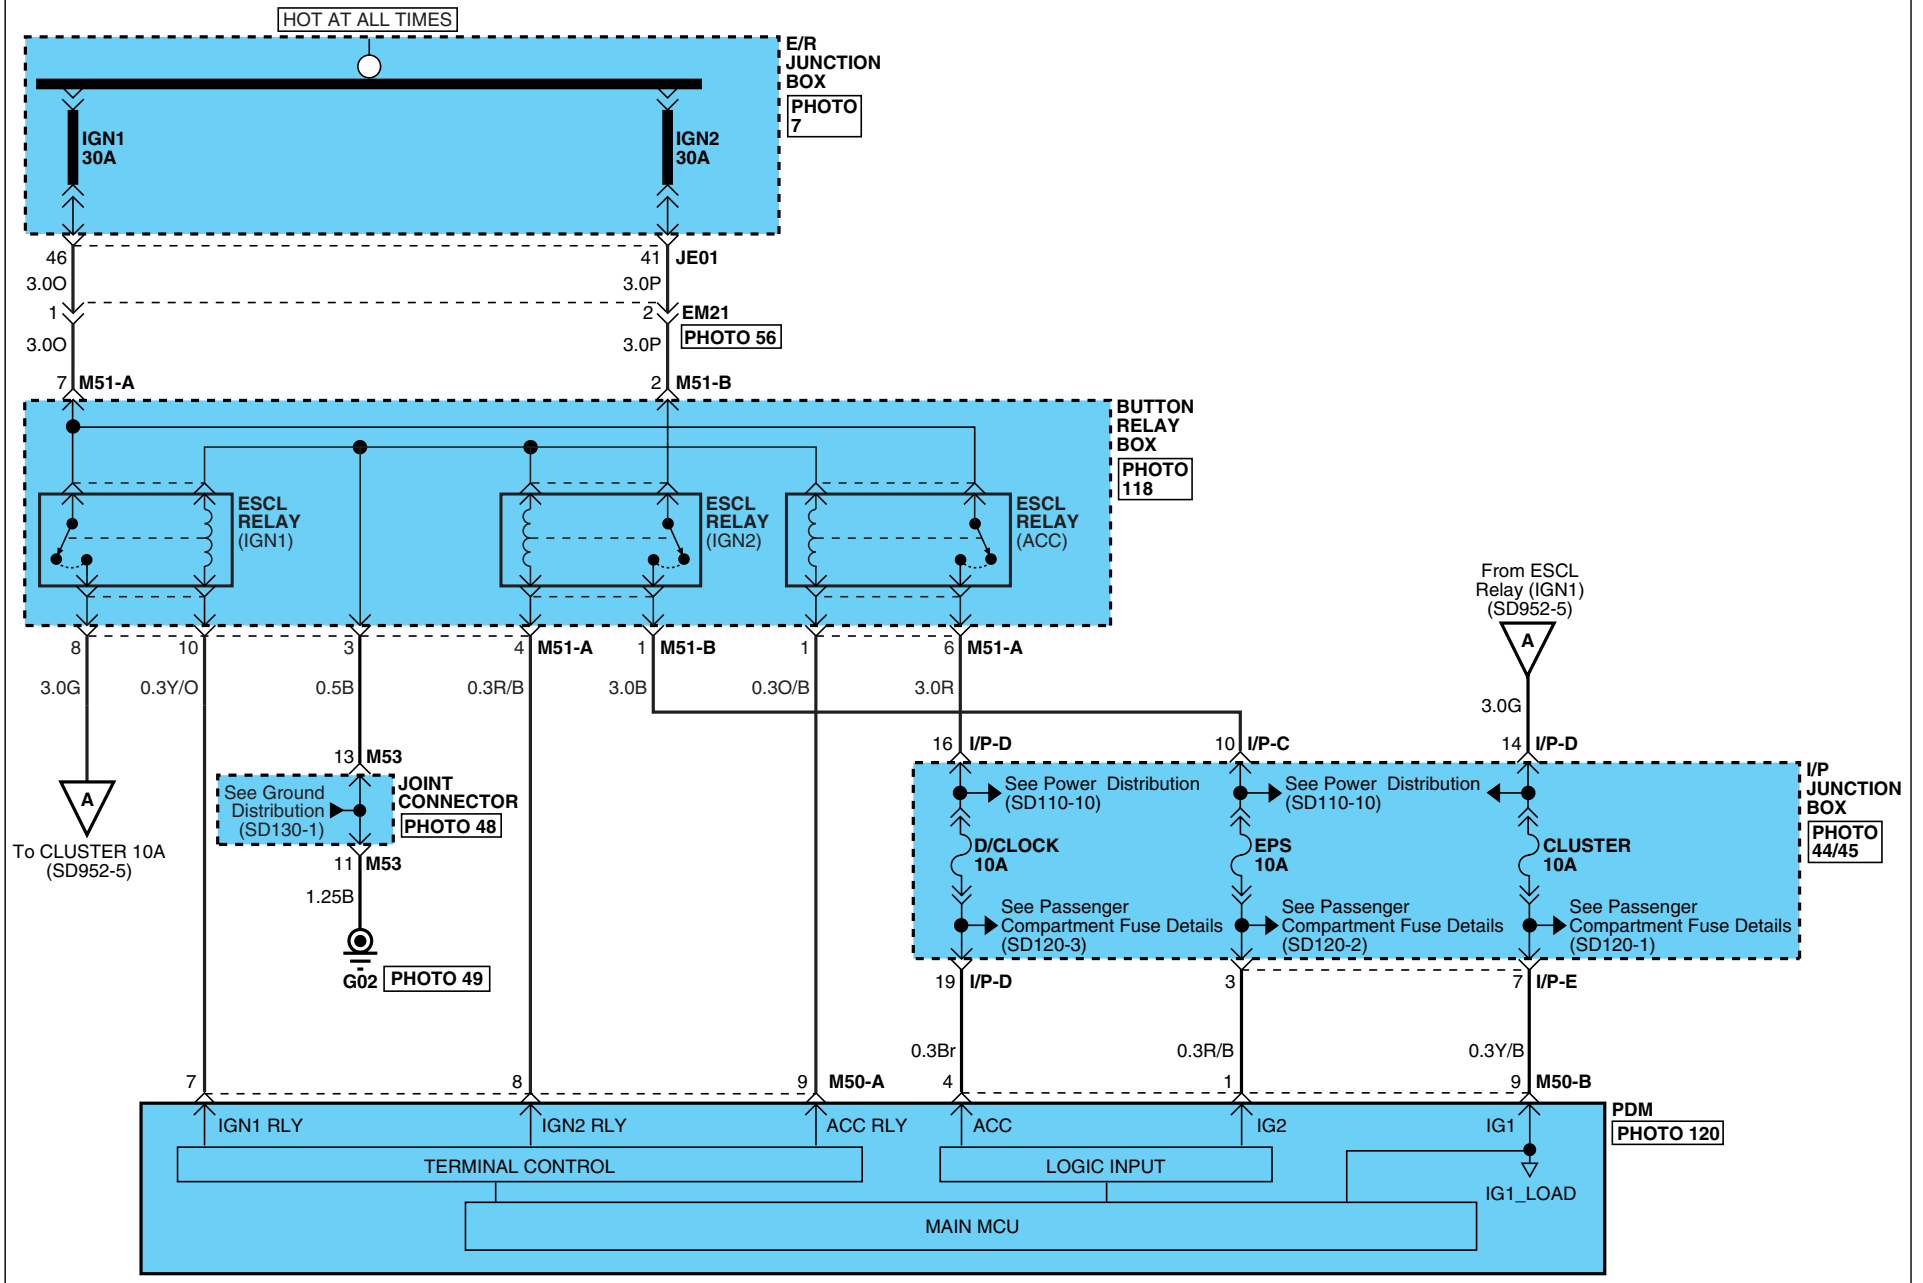 HOT AT ALL TIMES
E/R
JUNCTION
BOX
PHOTO
7
IGN1
30A
IGN2
30A
46
41 JE01
3.0O
3.0P
1
2 EM21
PHOTO 56
3.0O
3.0P
7 M51-A
2 M51-B
BUTTON
RELAY
BOX
PHOTO
118
ESCL
RELAY
(IGN1)
ESCL
RELAY
(IGN2)
ESCL
RELAY
(ACC)
From ESCL
Relay (IGN1)
(SD952-5)
A
8
10
3
4 M51-A
1 M51-B
1
6 M51-A
3.0G
0.3Y/O
0.5B
0.3R/B
3.0B
0.3O/B
3.0R
3.0G
13 M53
16 I/P-D
10 I/P-C
14 I/P-D
A
To CLUSTER 10A
(SD952-5)
See Ground
Distribution
(SD130-1)
JOINT
CONNECTOR
PHOTO 48
11 M53
1.25B
G02 PHOTO 49
See Power Distribution
(SD110-10)
See Power Distribution
(SD110-10)
I/P
JUNCTION
BOX
PHOTO
44/45
D/CLOCK
10A
EPS
10A
CLUSTER
10A
See Passenger
Compartment Fuse Details
(SD120-3)
See Passenger
Compartment Fuse Details
(SD120-2)
See Passenger
Compartment Fuse Details
(SD120-1)
19 I/P-D
3
7 I/P-E
0.3Br
0.3R/B
0.3Y/B
7
8
9 M50-A
4
1
9 M50-B
PDM
PHOTO 120
IGN1 RLY
IGN2 RLY
ACC RLY
ACC
IG2
IG1
TERMINAL CONTROL
LOGIC INPUT
IG1_LOAD
MAIN MCU